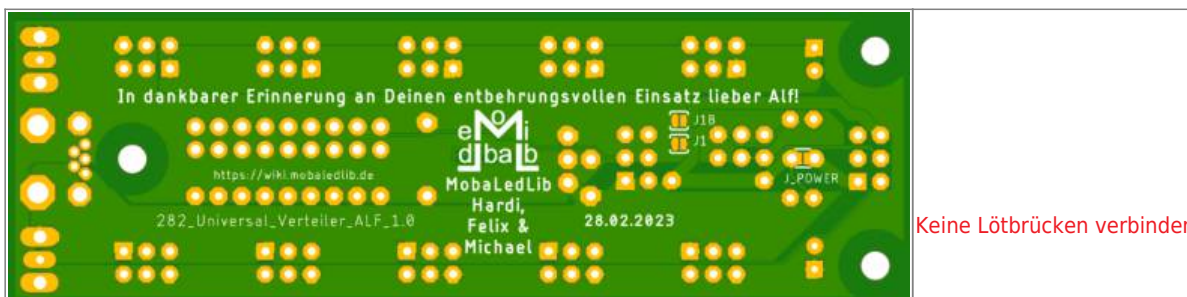 In dankbarer Erinnerung an Deinen entbehrungsvollen Einsatz lieber Alf!
J1B
J1
https://wiki.mobaledlib.de
J_POWER
MobaLedLib
Hardi,
Felix &
Michael
282_Universal_Verteiler_ALF_1.0
28.02.2023
Keine Lötbrücken verbinden